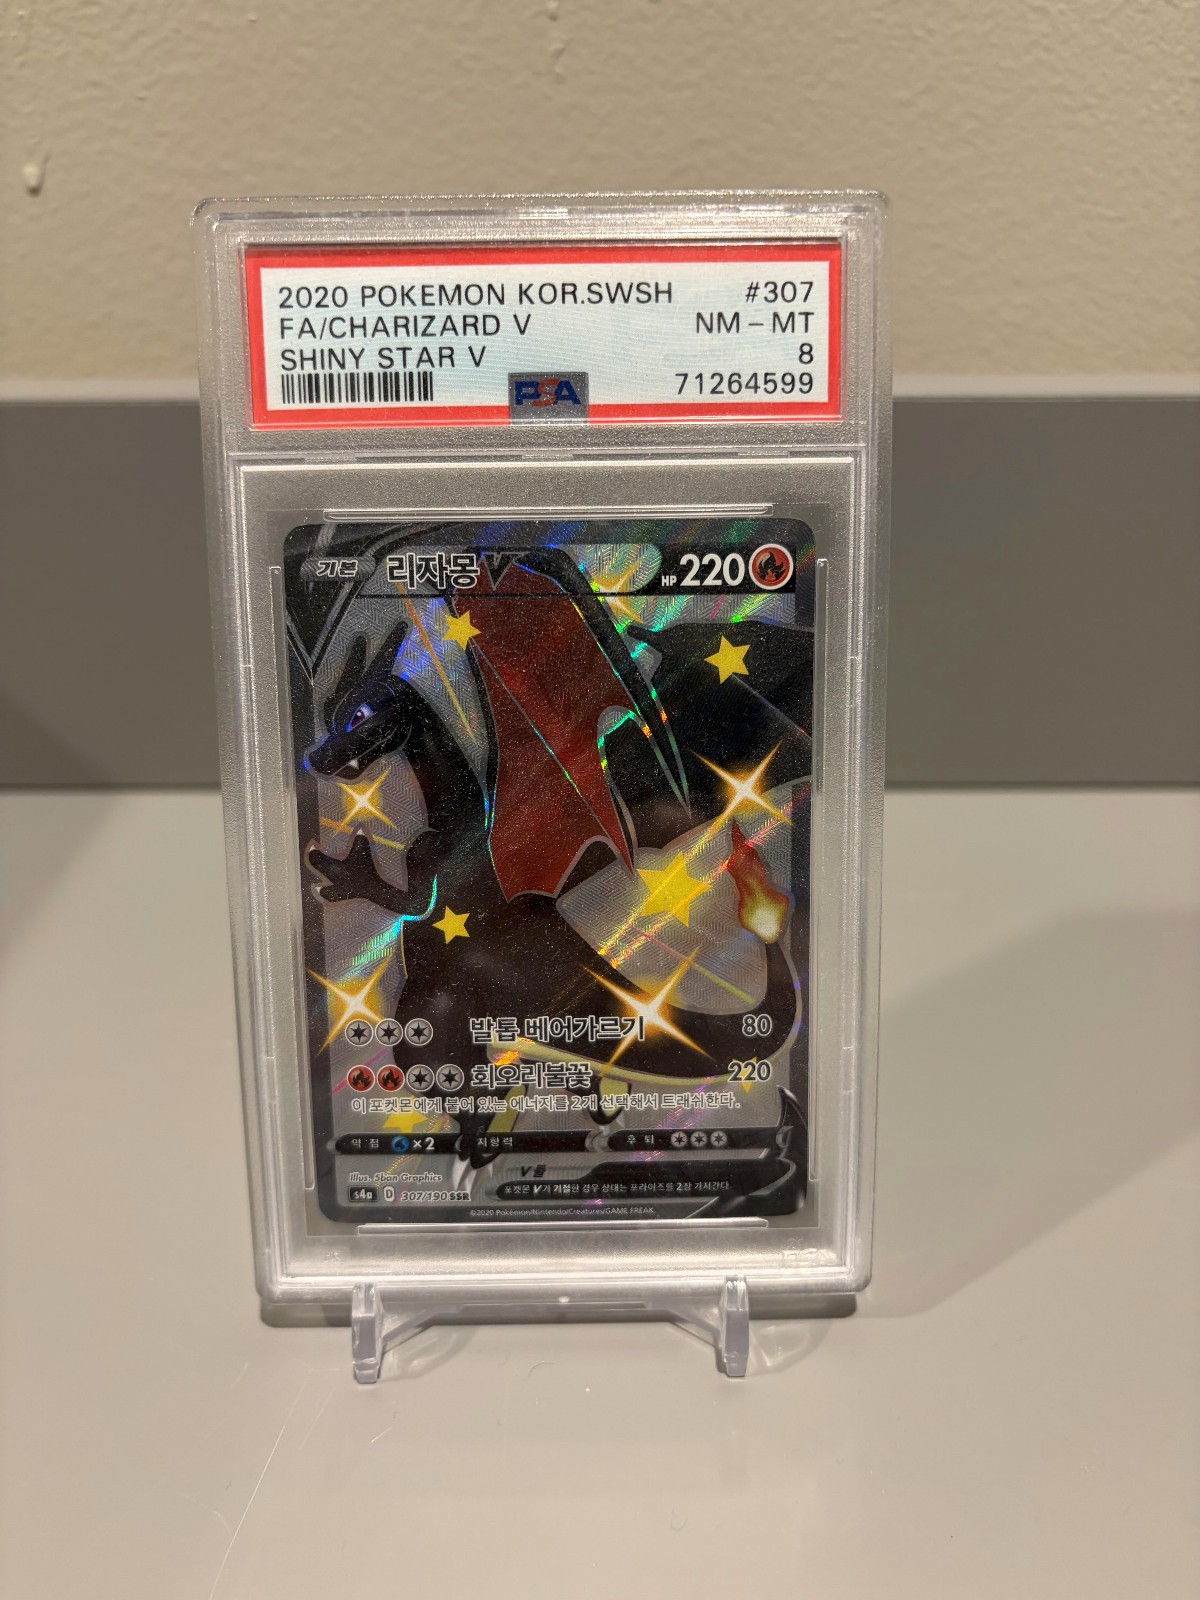 2020 POKEMON KOR.SWSH #307
FA/CHARIZARD V NM-MT
SHINY STAR V 8
PSA 71264599
기본 리자몽 V HP 220
발톱 베어가르기 80
회오리불꽃 220
이 포켓몬에게 붙어 있는 에너지를 2개 선택해서 트래쉬한다.
약점 ×2 저항력 후퇴
Illus. 5ban Graphics
V룰
포켓몬 V가 기절한 경우 상대는 프라이즈를 2장 가져간다.
s4a D 307/190 SSR
©2020 Pokémon/Nintendo/Creatures/GAME FREAK.